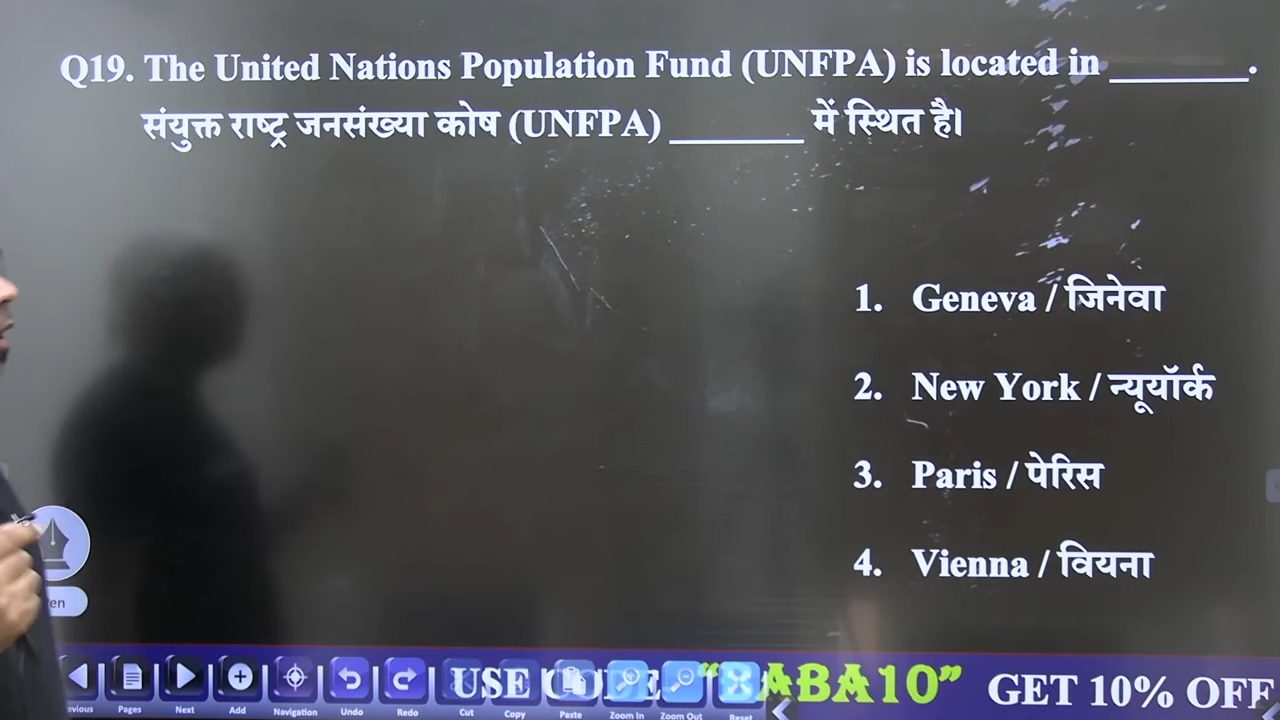 Q19. The United Nations Population Fund (UNFPA) is located in ________.
संयुक्त राष्ट्र जनसंख्या कोष (UNFPA) ________ में स्थित है।
1. Geneva / जिनेवा
2. New York / न्यूयॉर्क
3. Paris / पेरिस
4. Vienna / वियना
Pages Next Add Navigation Undo Redo Cut Copy Paste Zoom In Zoom Out Reset
USE CODE “BABA10” GET 10% OFF